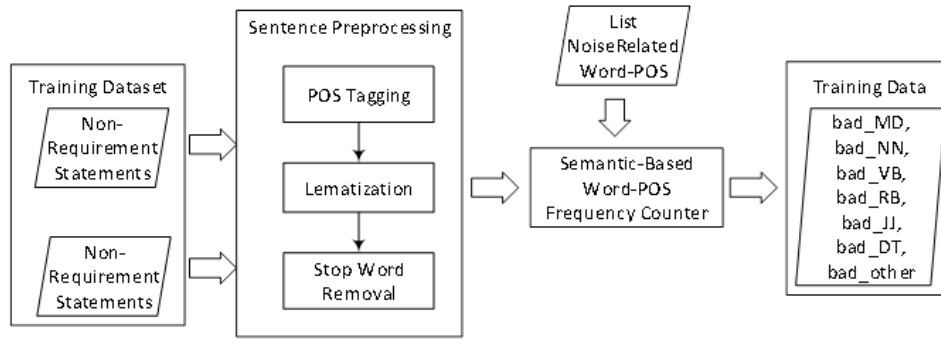 Training Dataset
Non-
Requirement
Statements
Non-
Requirement
Statements
Sentence Preprocessing
POS Tagging
Lematization
Stop Word
Removal
List
NoiseRelated
Word-POS
Semantic-Based
Word-POS
Frequency Counter
Training Data
bad_MD,
bad_NN,
bad_VB,
bad_RB,
bad_JJ,
bad_DT,
bad_other